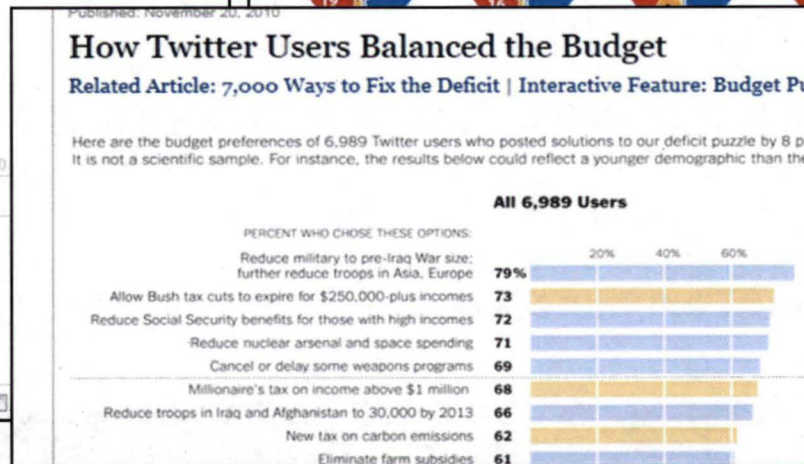 19
16
Published: November 20, 2010
How Twitter Users Balanced the Budget
Related Article: 7,000 Ways to Fix the Deficit | Interactive Feature: Budget Pu
Here are the budget preferences of 6,989 Twitter users who posted solutions to our deficit puzzle by 8 p
It is not a scientific sample. For instance, the results below could reflect a younger demographic than the
All 6,989 Users
PERCENT WHO CHOSE THESE OPTIONS:
20% 40% 60%
Reduce military to pre-Iraq War size;
further reduce troops in Asia, Europe 79%
Allow Bush tax cuts to expire for $250,000-plus incomes 73
Reduce Social Security benefits for those with high incomes 72
Reduce nuclear arsenal and space spending 71
Cancel or delay some weapons programs 69
Millionaire's tax on income above $1 million 68
Reduce troops in Iraq and Afghanistan to 30,000 by 2013 66
New tax on carbon emissions 62
Eliminate farm subsidies 61